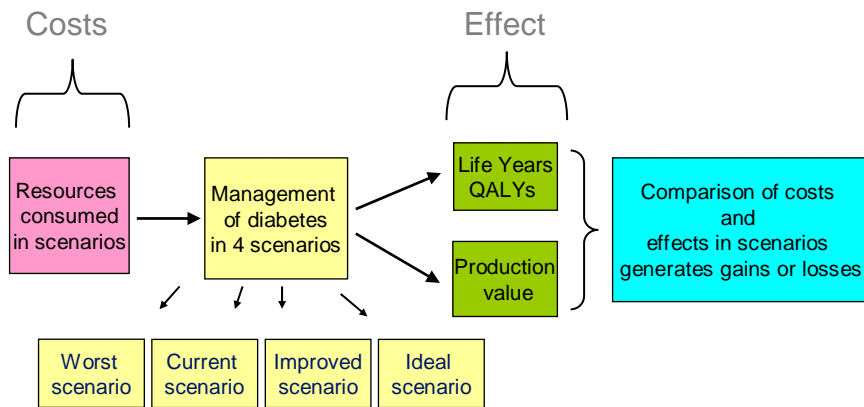 Costs
Effect
Resources
consumed
in scenarios
Management
of diabetes
in 4 scenarios
Life Years
QALYs
Production
value
Comparison of costs
and
effects in scenarios
generates gains or losses
Worst
scenario
Current
scenario
Improved
scenario
Ideal
scenario